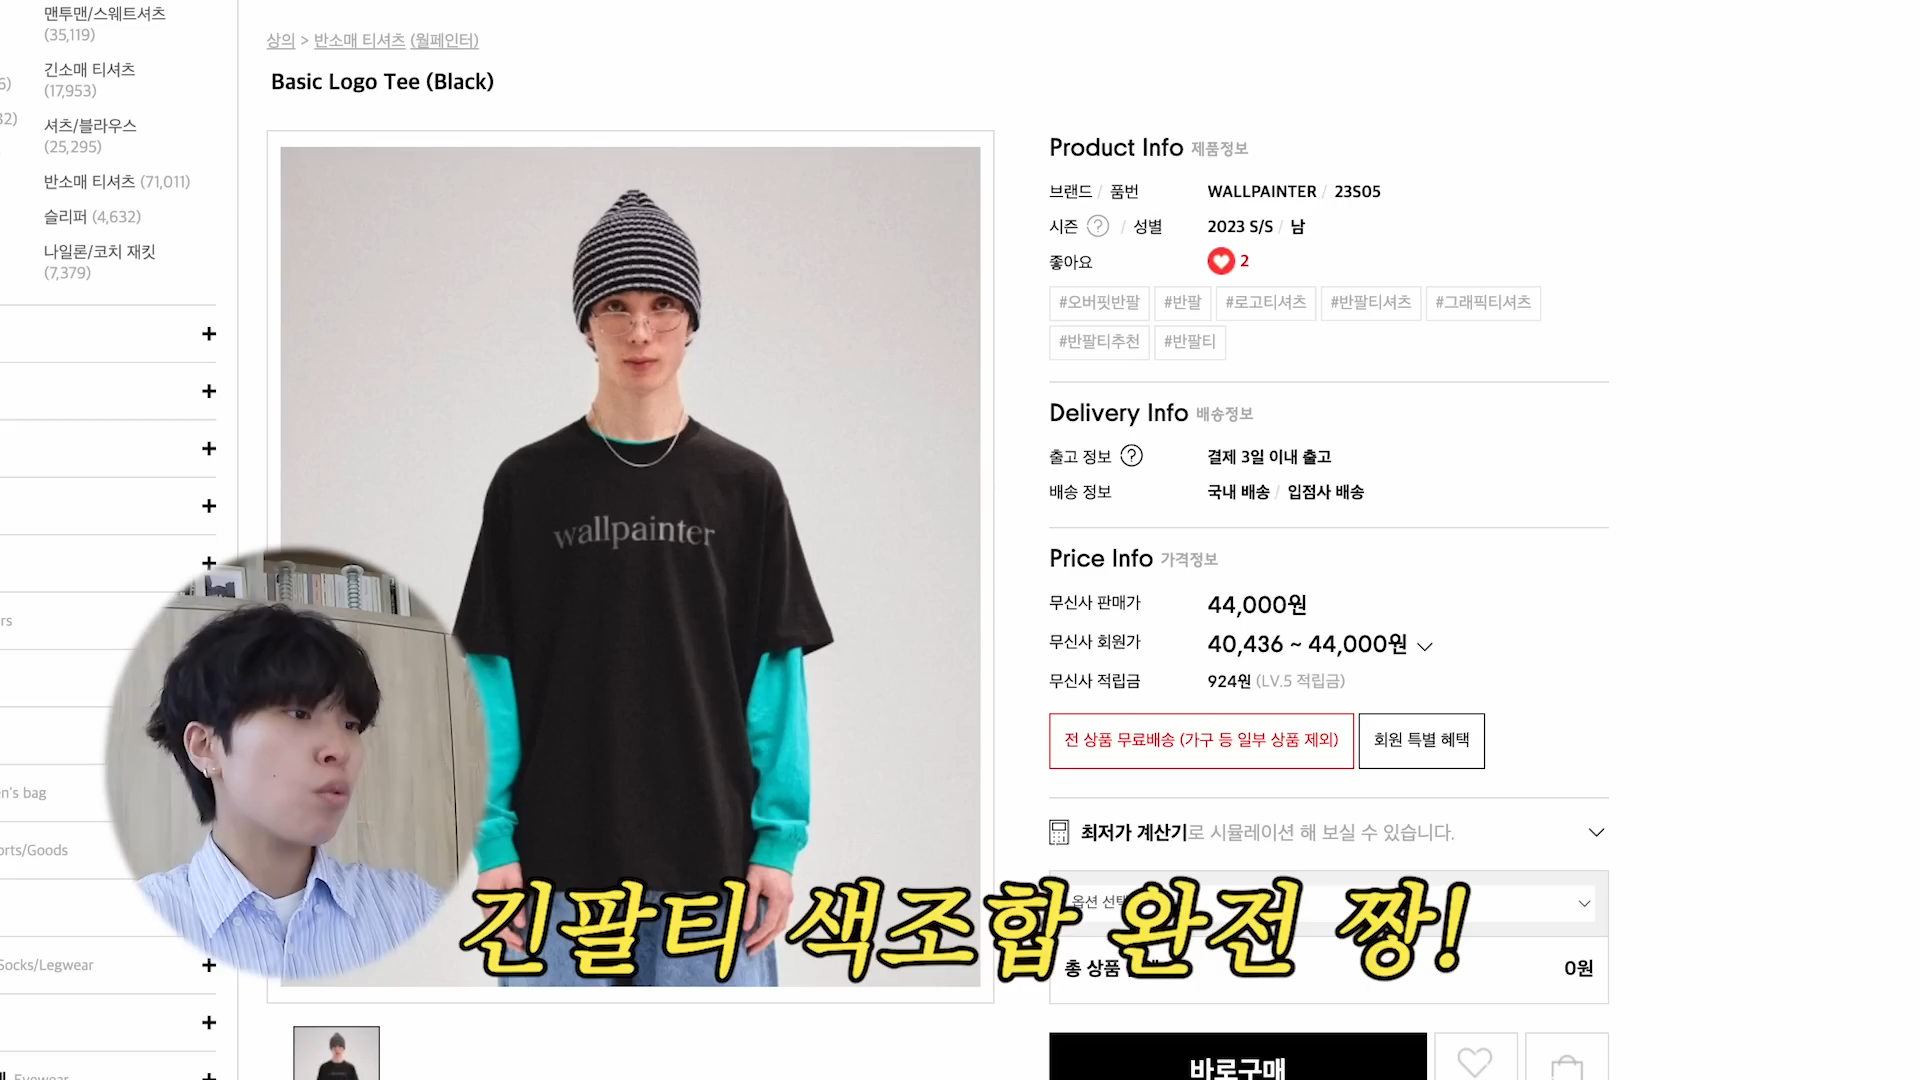 맨투맨/스웨트셔츠
(35,119)
긴소매 티셔츠
(17,953)
셔츠/블라우스
(25,295)
반소매 티셔츠 (71,011)
슬리퍼 (4,632)
나일론/코치 재킷
(7,379)
n's bag
orts/Goods
Socks/Legwear
Eyewear
상의 > 반소매 티셔츠 (월페인터)
Basic Logo Tee (Black)
wallpainter
Product Info 제품정보
브랜드 / 품번 WALLPAINTER / 23S05
시즌 ? / 성별 2023 S/S / 남
좋아요 2
#오버핏반팔 #반팔 #로고티셔츠 #반팔티셔츠 #그래픽티셔츠
#반팔티추천 #반팔티
Delivery Info 배송정보
출고 정보 ? 결제 3일 이내 출고
배송 정보 국내 배송 / 입점사 배송
Price Info 가격정보
무신사 판매가 44,000원
무신사 회원가 40,436 ~ 44,000원
무신사 적립금 924원 (LV.5 적립금)
전 상품 무료배송 (가구 등 일부 상품 제외) 회원 특별 혜택
최저가 계산기로 시뮬레이션 해 보실 수 있습니다.
옵션 선택
긴팔티 색조합 완전 짱!
총 상품 0원
바로구매